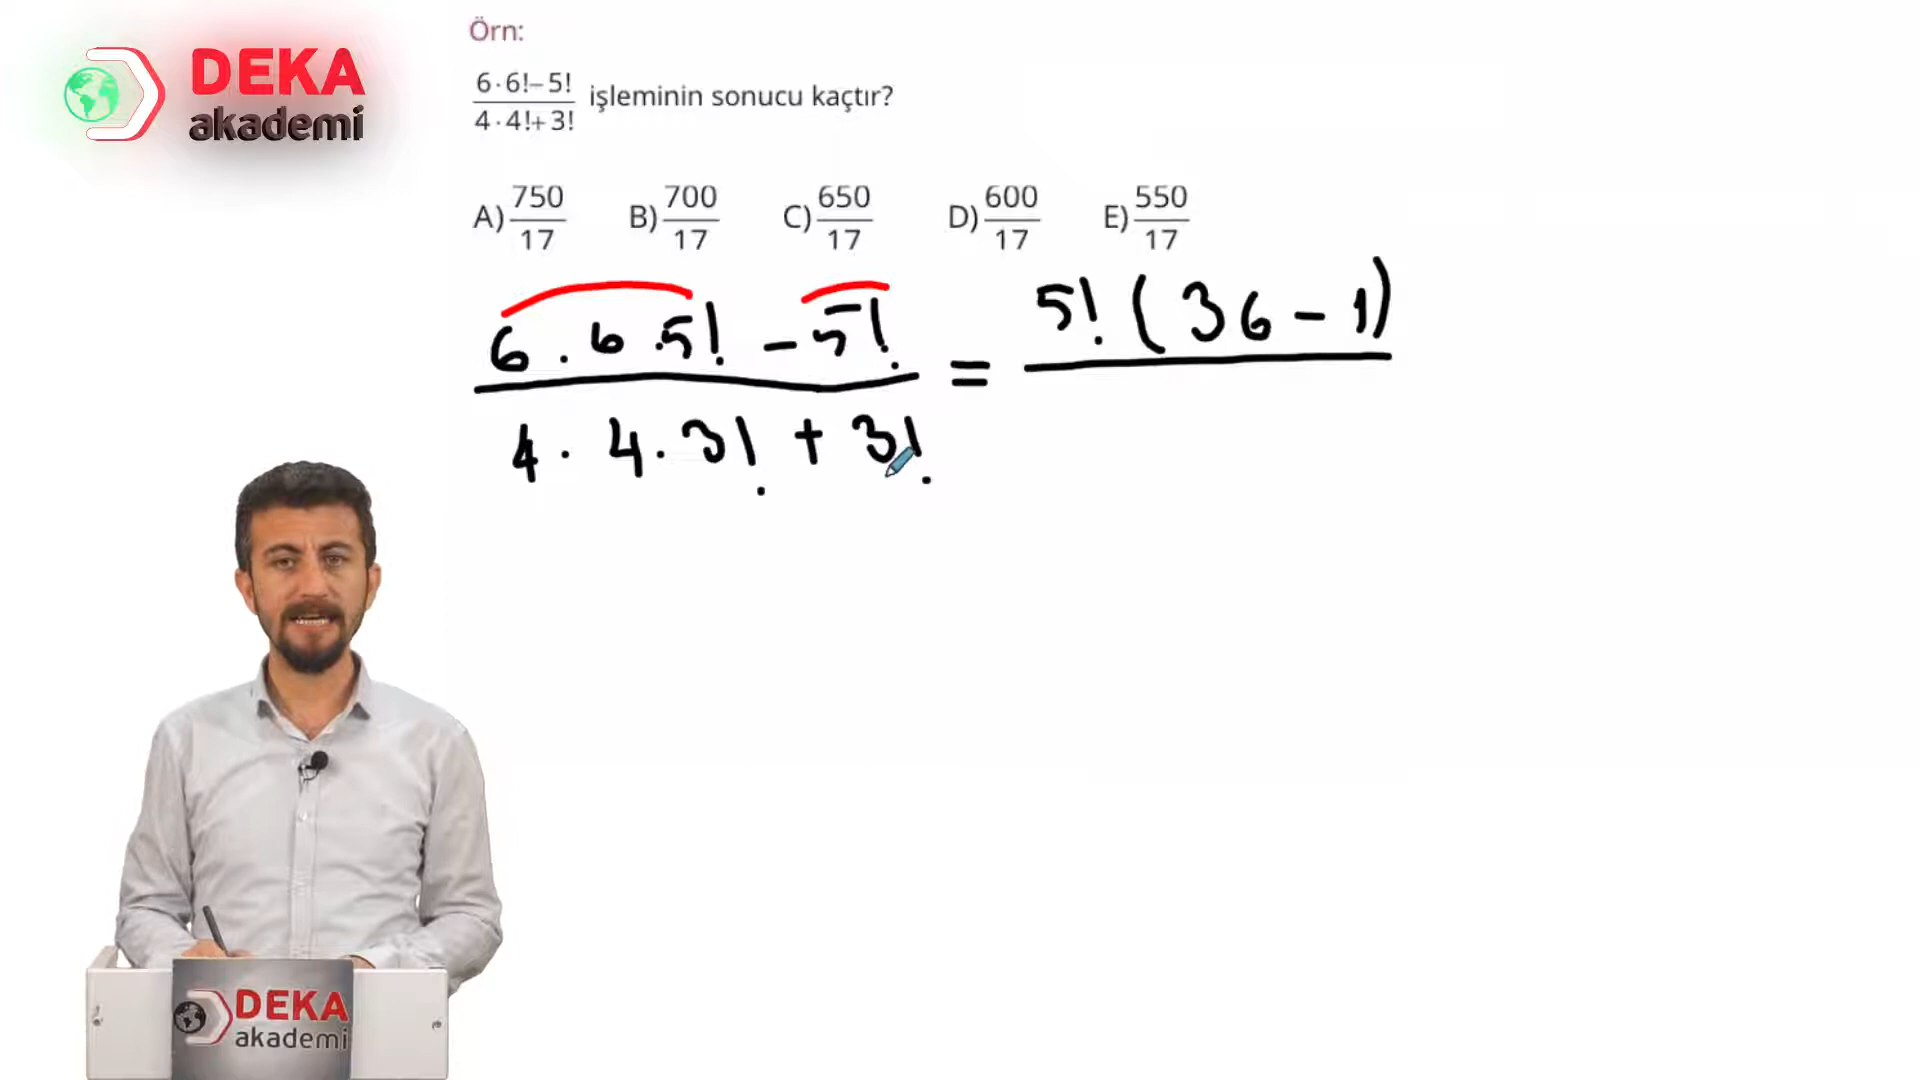 DEKA
akademi
Örn:
6·6!−5!
4·4!+3!
işleminin sonucu kaçtır?
A) 750/17 B) 700/17 C) 650/17 D) 600/17 E) 550/17
6 . 6 . 5! − 5! = 5! (36 − 1)
4 . 4 . 3! + 3!
DEKA
akademi